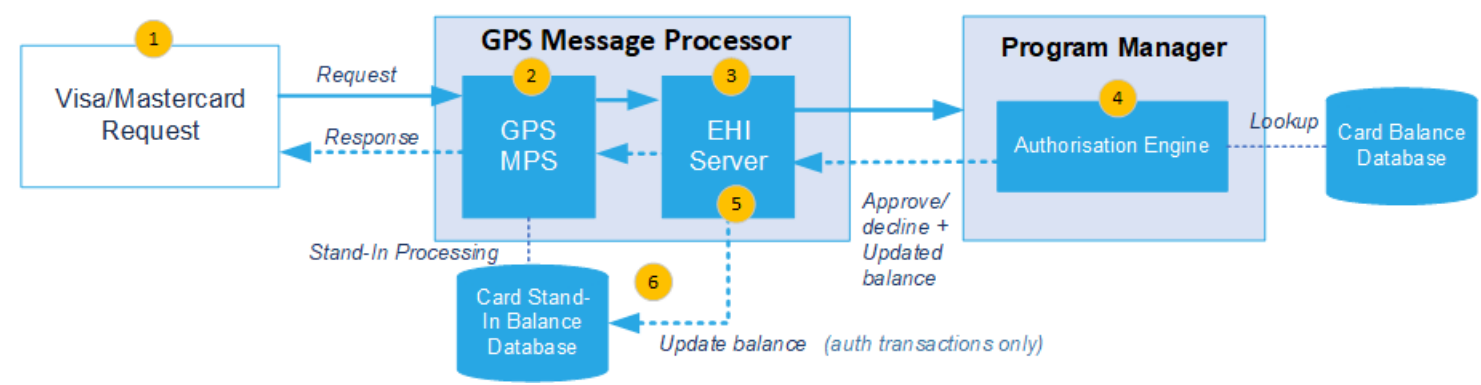 1
Visa/Mastercard
Request
Request
Response
GPS Message Processor
2
GPS
MPS
3
EHI
Server
5
Program Manager
4
Authorisation Engine
Lookup
Card Balance
Database
Approve/
decline +
Updated
balance
Stand-In Processing
Card Stand-
In Balance
Database
6
Update balance (auth transactions only)